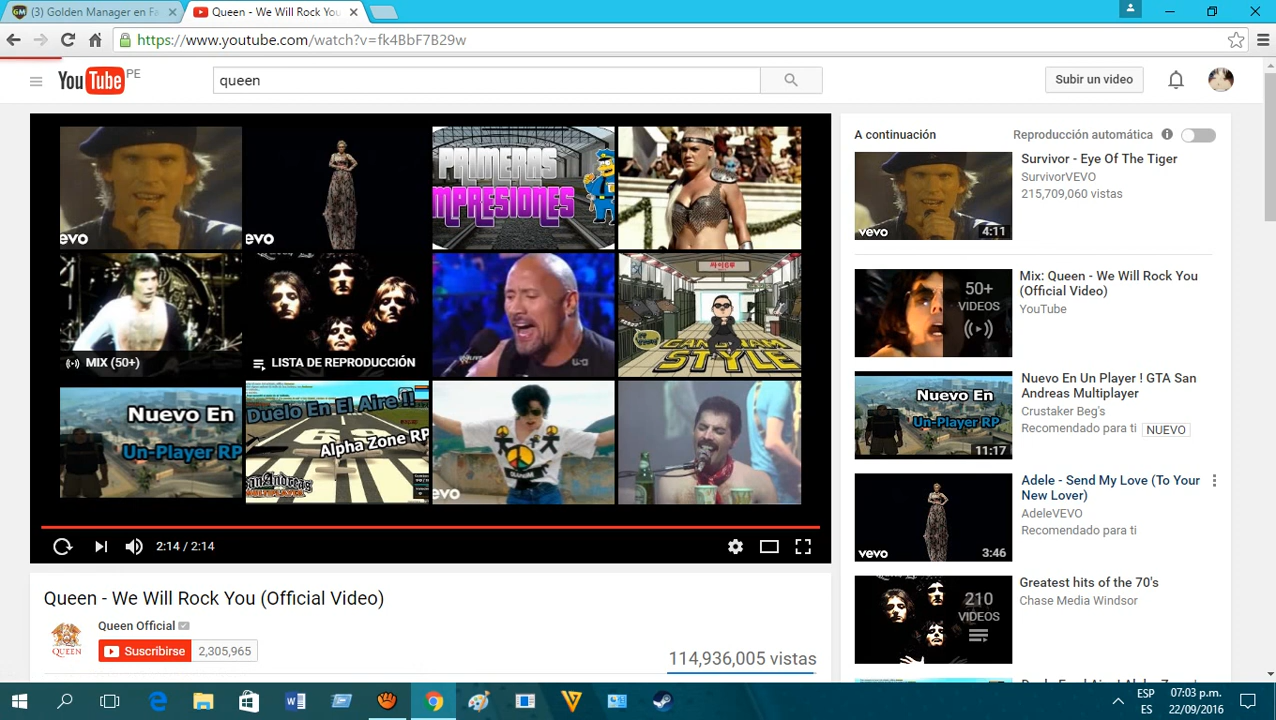 (3) Golden Manager en Fa
Queen - We Will Rock You
https://www.youtube.com/watch?v=fk4BbF7B29w
YouTube PE
queen
Subir un video
evo
evo
PRIMERAS
IMPRESIONES
MIX (50+)
LISTA DE REPRODUCCIÓN
USA
STYLE
Nuevo En
Un-Player RP
Duelo En El Aire !!
Alpha Zone RP
evo
2:14 / 2:14
Queen - We Will Rock You (Official Video)
QUEEN
Queen Official
Suscribirse 2,305,965
114,936,005 vistas
A continuación Reproducción automática
vevo
4:11
Survivor - Eye Of The Tiger
SurvivorVEVO
215,709,060 vistas
50+
VIDEOS
Mix: Queen - We Will Rock You
(Official Video)
YouTube
Nuevo En
Un-Player RP
11:17
Nuevo En Un Player ! GTA San
Andreas Multiplayer
Crustaker Beg's
Recomendado para ti NUEVO
vevo
3:46
Adele - Send My Love (To Your
New Lover)
AdeleVEVO
Recomendado para ti
210
VIDEOS
Greatest hits of the 70's
Chase Media Windsor
ESP
ES
07:03 p.m.
22/09/2016